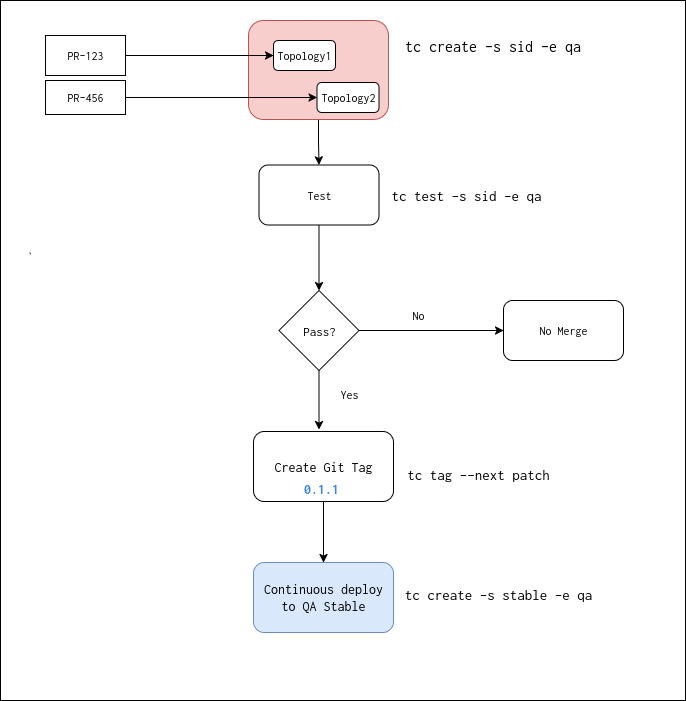 PR-123
Topology1
tc create -s sid -e qa
PR-456
Topology2
Test
tc test -s sid -e qa
`
Pass?
No
No Merge
Yes
Create Git Tag
0.1.1
tc tag --next patch
Continuous deploy
to QA Stable
tc create -s stable -e qa